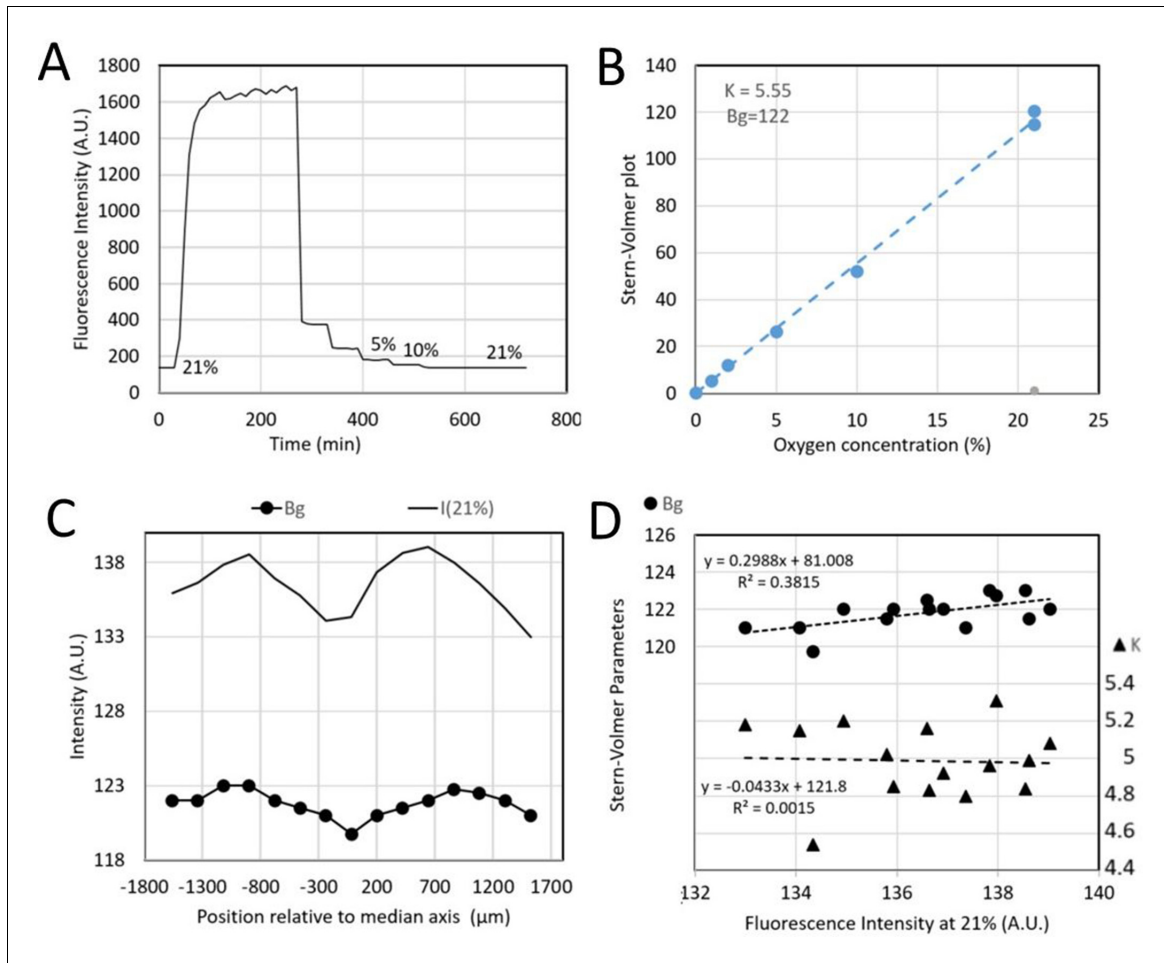 A
Fluorescence Intensity (A.U.)
1800
1600
1400
1200
1000
800
600
400
200
0
21%
5%
10%
21%
0 200 400 600 800
Time (min)
B
Stern-Volmer plot
140
120
100
80
60
40
20
0
K = 5.55
Bg=122
0 5 10 15 20 25
Oxygen concentration (%)
C
Bg I(21%)
Intensity (A.U.)
138
133
128
123
118
-1800 -1300 -800 -300 200 700 1200 1700
Position relative to median axis (μm)
D
Bg
Stern-Volmer Parameters
126
124
122
120
y = 0.2988x + 81.008
R² = 0.3815
K
5.4
5.2
5
4.8
4.6
4.4
y = -0.0433x + 121.8
R² = 0.0015
132 134 136 138 140
Fluorescence Intensity at 21% (A.U.)